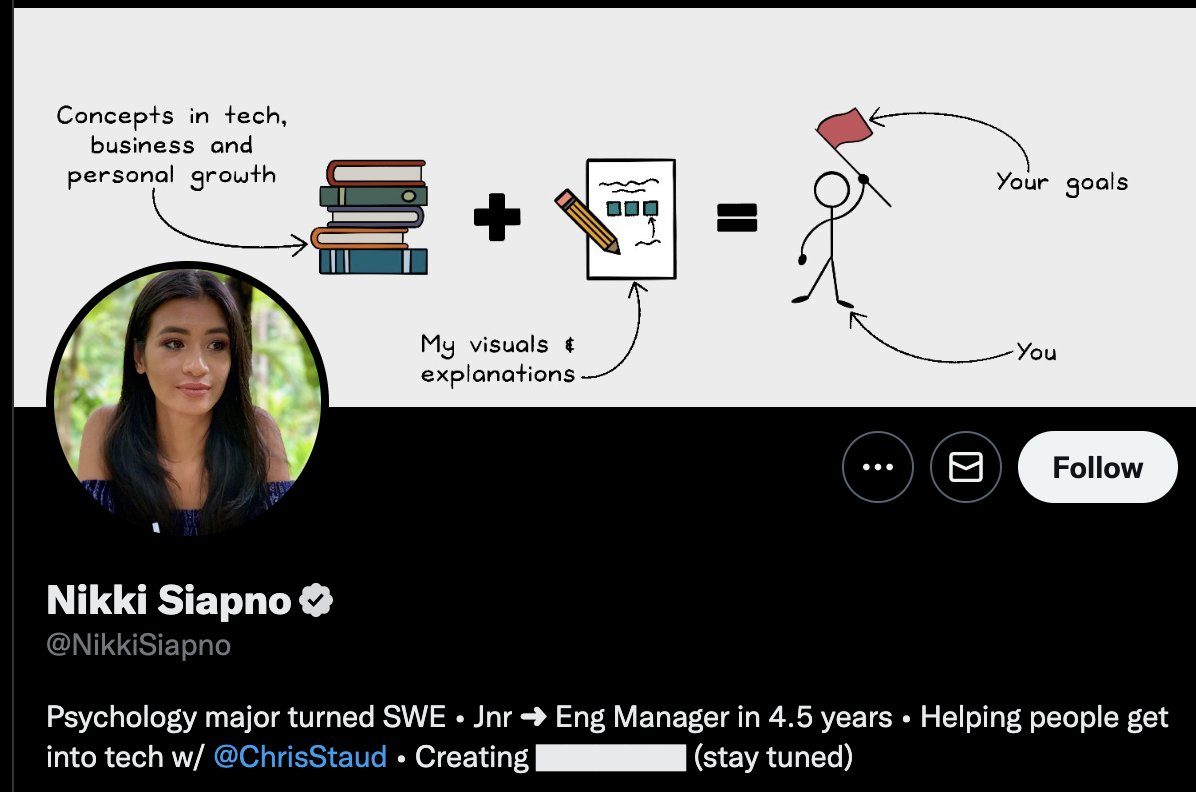 Concepts in tech,
business and
personal growth
Your goals
My visuals &
explanations
You
Follow
Nikki Siapno
@NikkiSiapno
Psychology major turned SWE • Jnr ➜ Eng Manager in 4.5 years • Helping people get
into tech w/ @ChrisStaud • Creating (stay tuned)